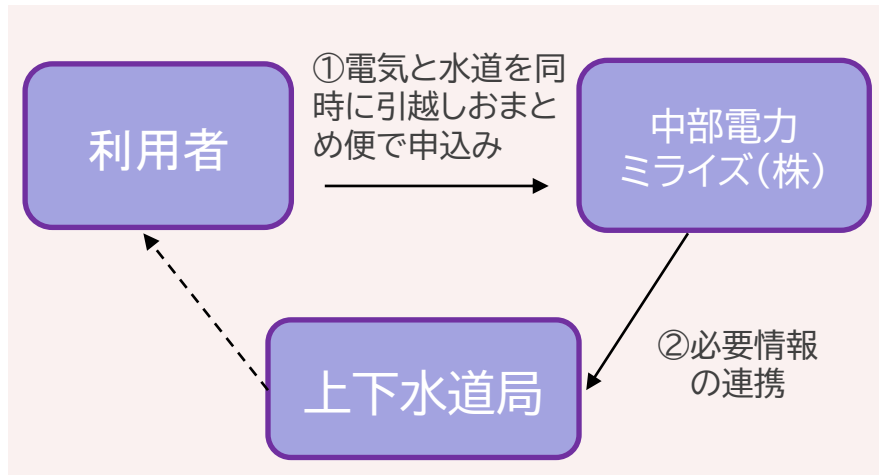 ①電気と水道を同
時に引越しおまと
め便で申込み
利用者
中部電力
ミライズ(株)
②必要情報
の連携
上下水道局